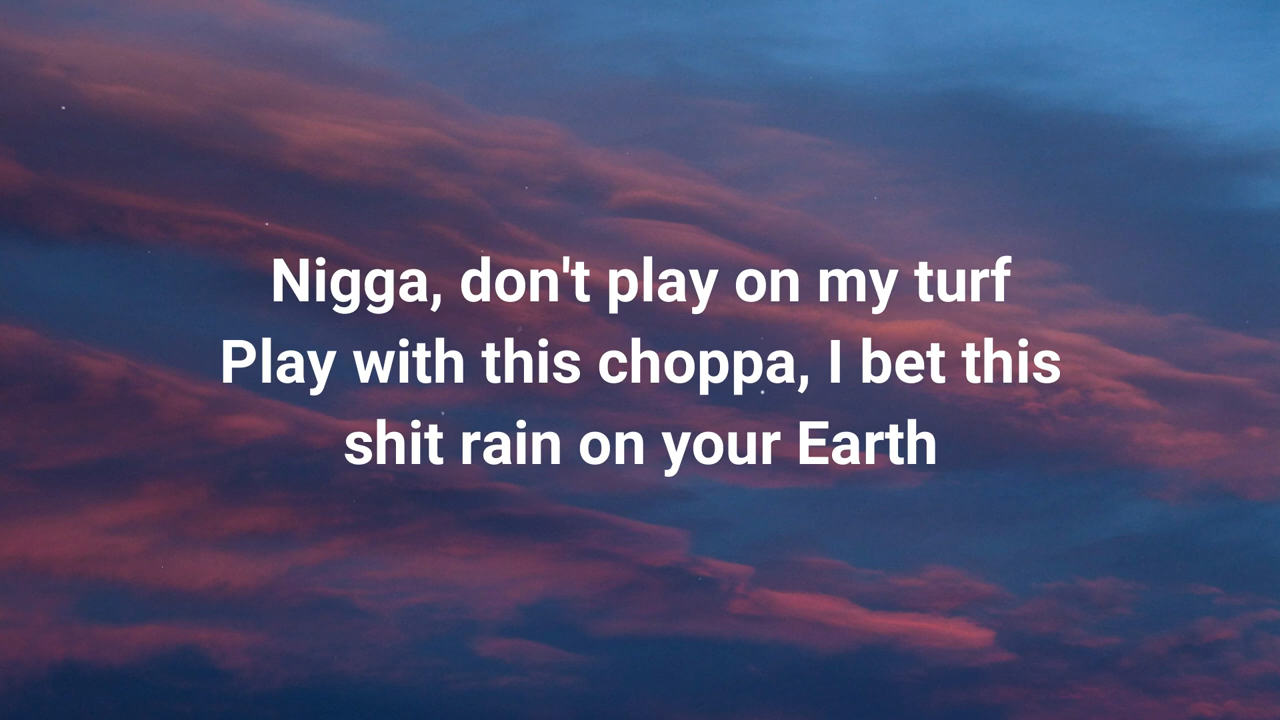 Nigga, don't play on my turf
Play with this choppa, I bet this
shit rain on your Earth